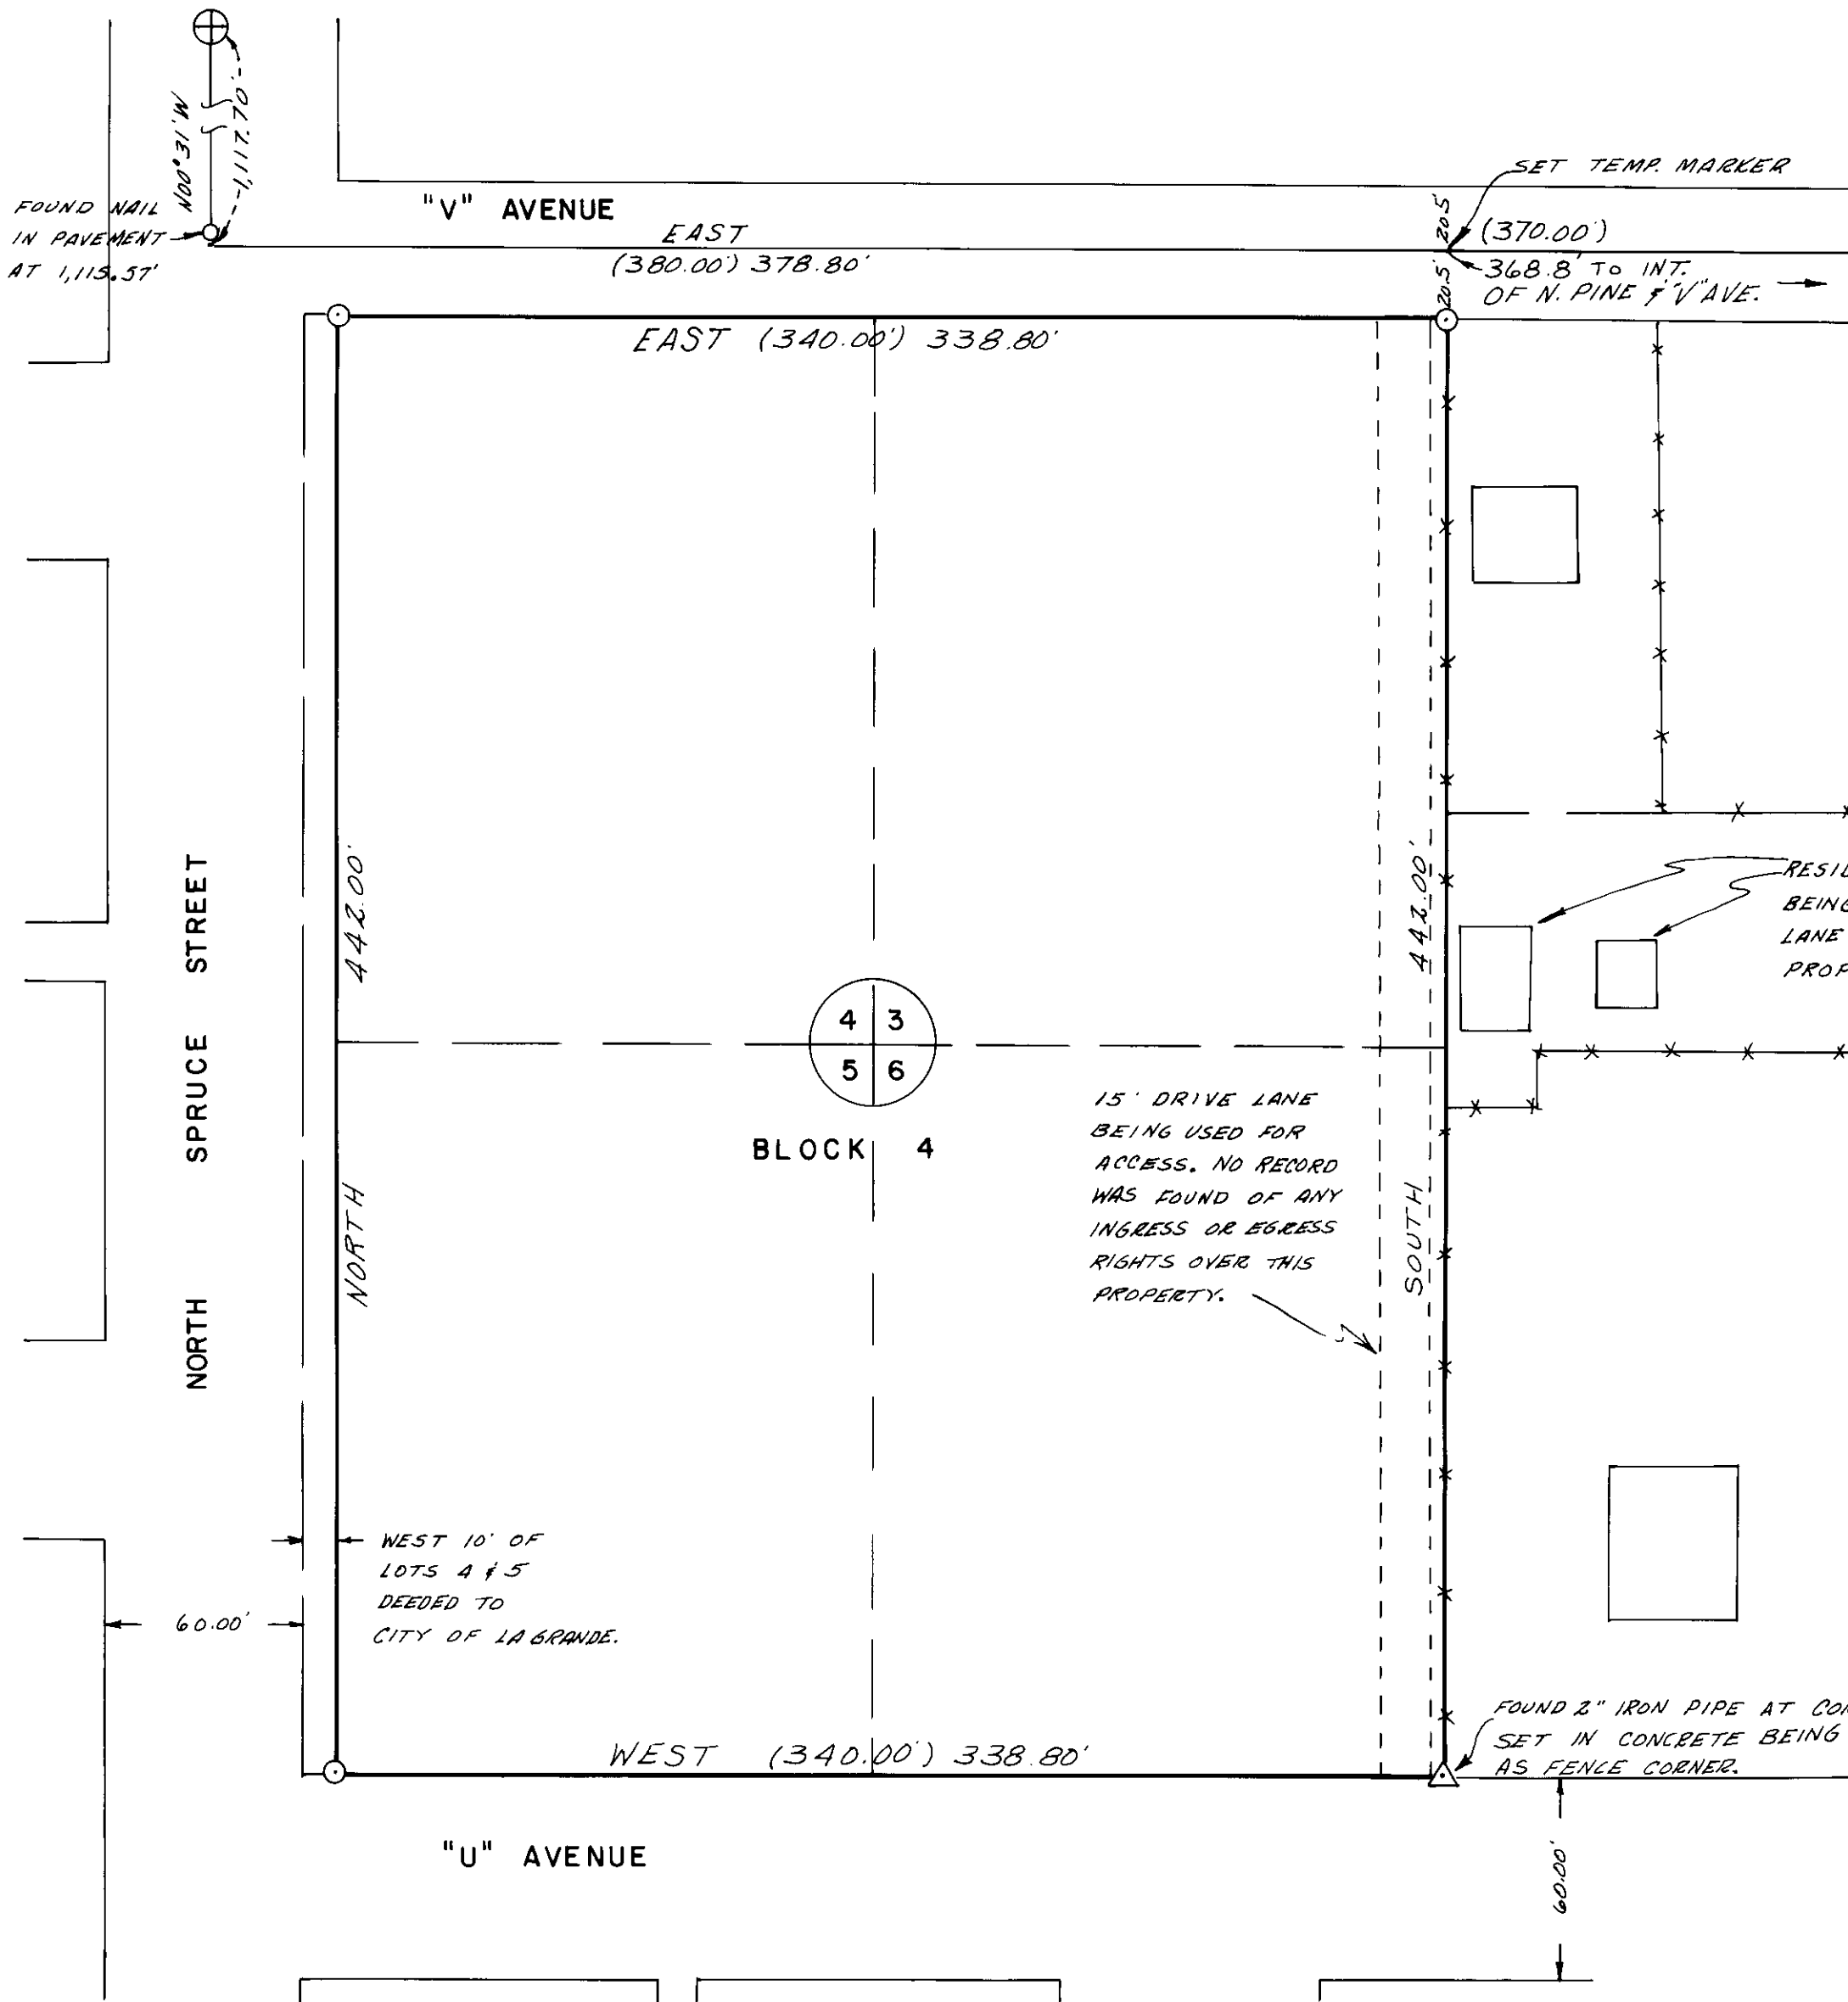 N00°31'W
1,117.70'
FOUND NAIL
IN PAVEMENT
AT 1,115.57'
"V" AVENUE
EAST
(380.00') 378.80'
SET TEMP. MARKER
20.5
20.5'
(370.00')
368.8' TO INT.
OF N. PINE & "V" AVE.
EAST (340.00') 338.80'
NORTH SPRUCE STREET
442.00'
NORTH
442.00'
SOUTH
4 3
5 6
BLOCK 4
BEING
LANE
15' DRIVE LANE
BEING USED FOR
ACCESS. NO RECORD
WAS FOUND OF ANY
INGRESS OR EGRESS
RIGHTS OVER THIS
PROPERTY.
WEST 10' OF
LOTS 4 & 5
DEEDED TO
CITY OF LA GRANDE.
60.00'
WEST (340.00') 338.80'
FOUND 2" IRON PIPE AT
SET IN CONCRETE BEING
AS FENCE CORNER.
"U" AVENUE
60.00'